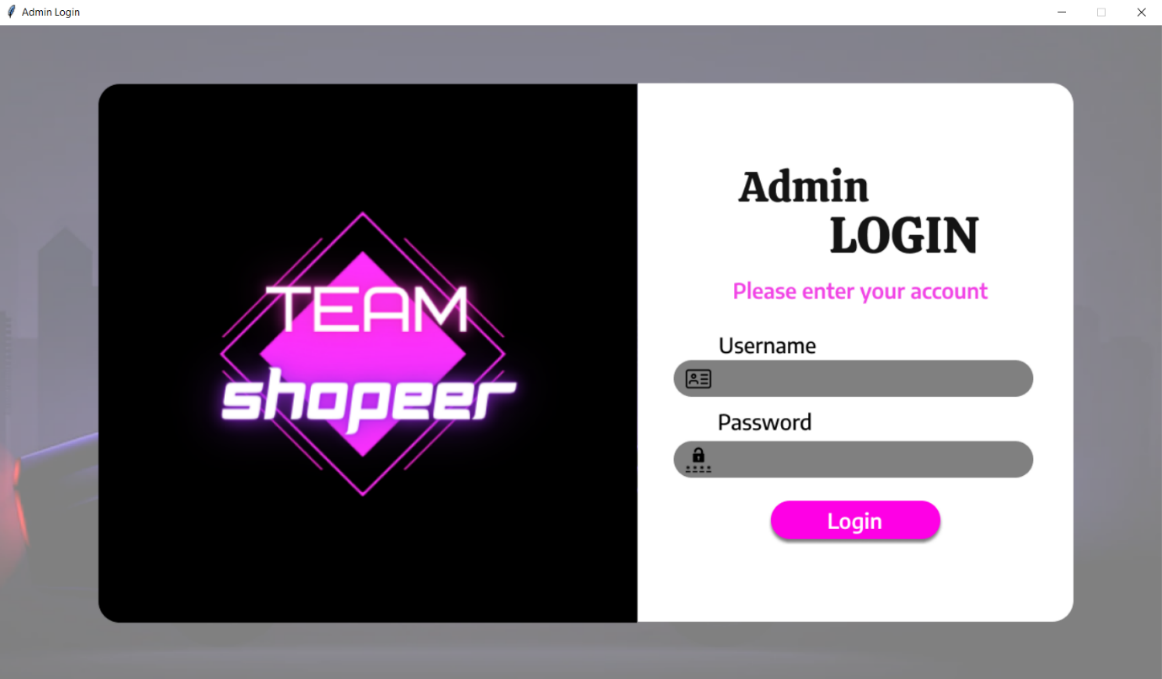 Admin Login
TEAM
shopeer
Admin
LOGIN
Please enter your account
Username
Password
Login